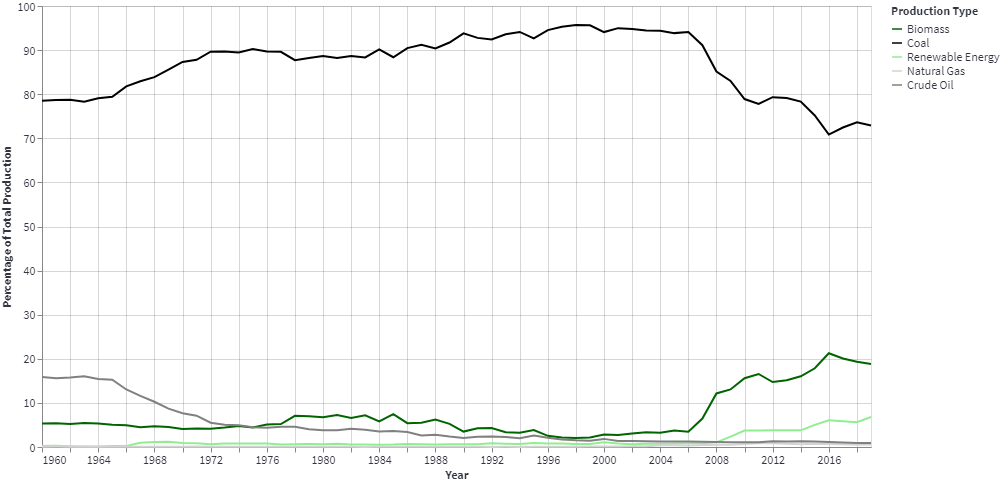 100
90
80
70
60
50
40
30
20
10
0
Percentage of Total Production
1960 1964 1968 1972 1976 1980 1984 1988 1992 1996 2000 2004 2008 2012 2016
Year
Production Type
Biomass
Coal
Renewable Energy
Natural Gas
Crude Oil